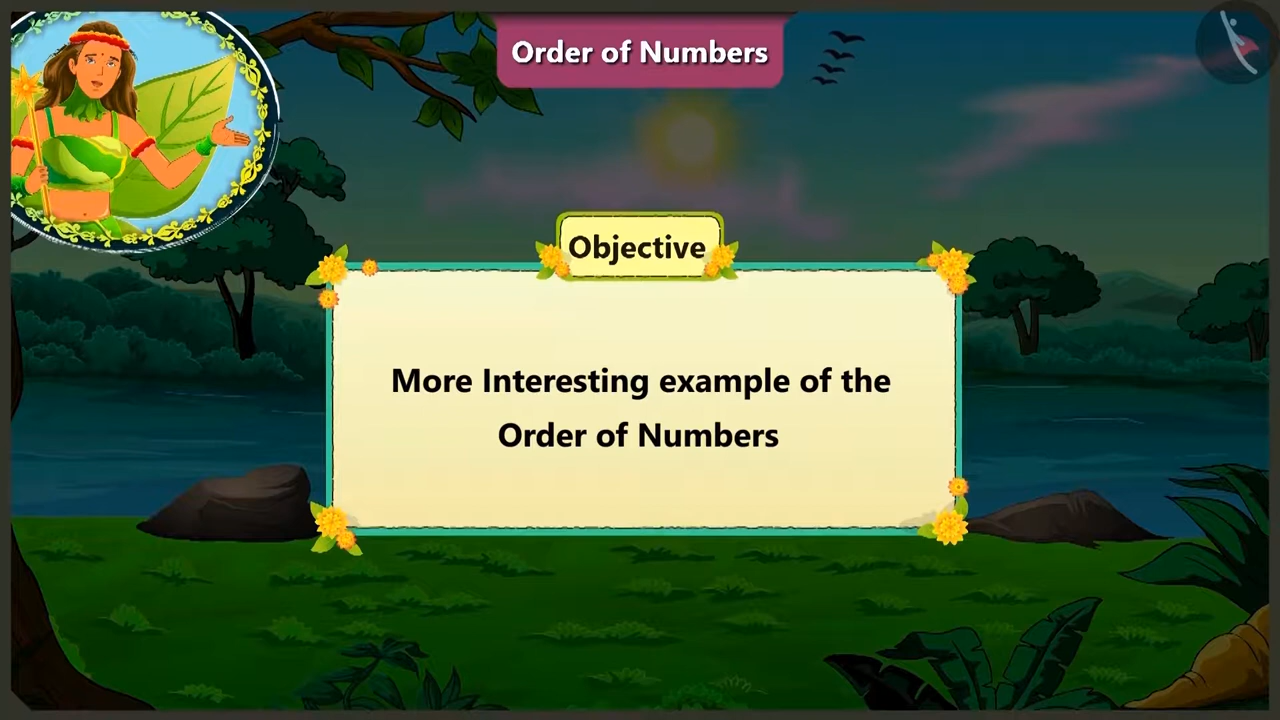 Order of Numbers
Objective
More Interesting example of the
Order of Numbers